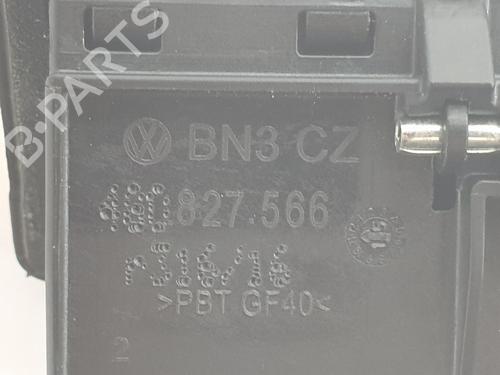 B-PARTS
BN3 CZ
827.566
>PBT GF40<
2